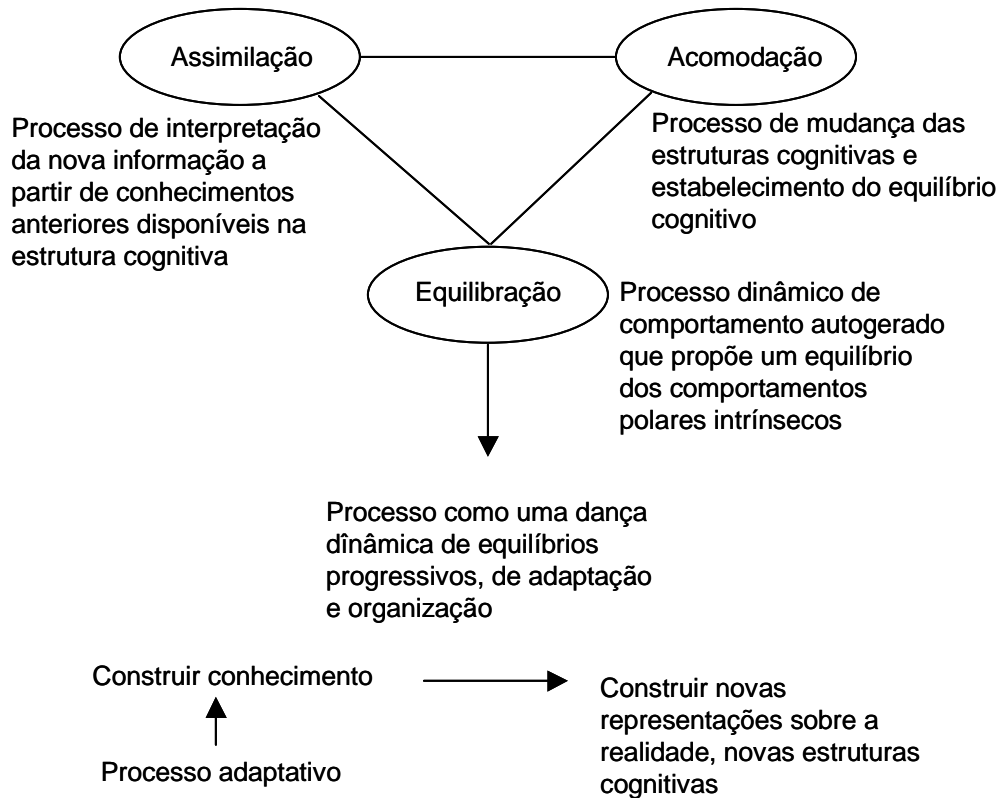 Assimilação
Acomodação
Processo de interpretação
da nova informação a
partir de conhecimentos
anteriores disponíveis na
estrutura cognitiva
Processo de mudança das
estruturas cognitivas e
estabelecimento do equilíbrio
cognitivo
Equilibração
Processo dinâmico de
comportamento autogerado
que propõe um equilíbrio
dos comportamentos
polares intrínsecos
Processo como uma dança
dînâmica de equilíbrios
progressivos, de adaptação
e organização
Construir conhecimento
Processo adaptativo
Construir novas
representações sobre a
realidade, novas estruturas
cognitivas